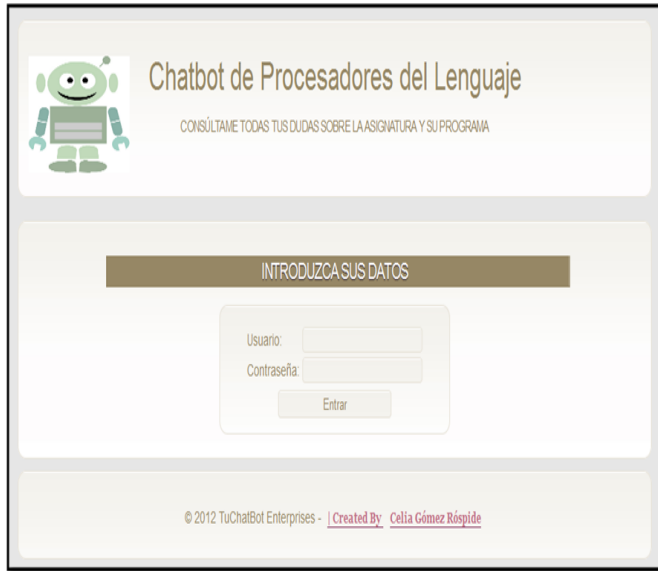 Chatbot de Procesadores del Lenguaje
CONSÚLTAME TODAS TUS DUDAS SOBRE LA ASIGNATURA Y SU PROGRAMA
INTRODUZCA SUS DATOS
Usuario:
Contraseña:
Entrar
© 2012 TuChatBot Enterprises - | Created By Celia Gómez Róspide